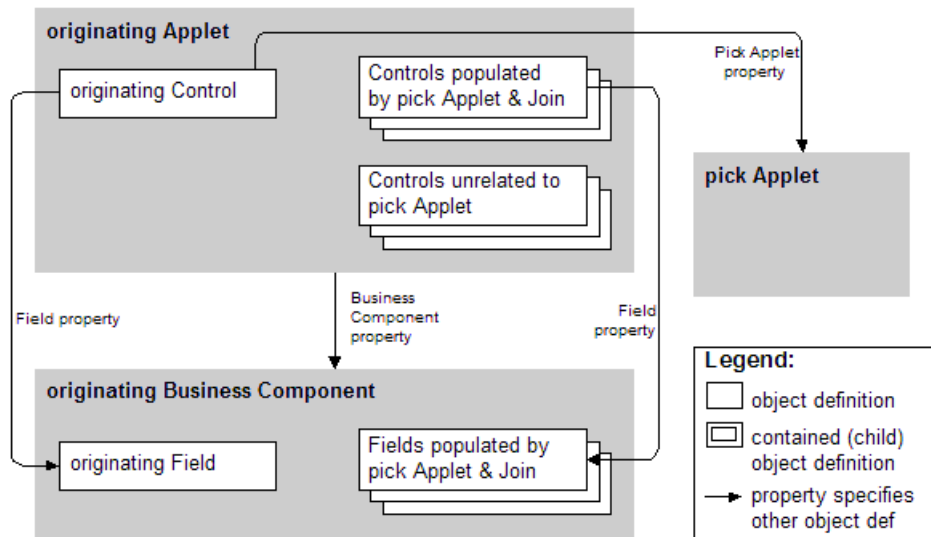 originating Applet
originating Control
Controls populated
by pick Applet & Join
Controls unrelated to
pick Applet
Pick Applet
property
pick Applet
Field property
Business
Component
property
Field
property
originating Business Component
originating Field
Fields populated by
pick Applet & Join
Legend:
object definition
contained (child)
object definition
property specifies
other object def